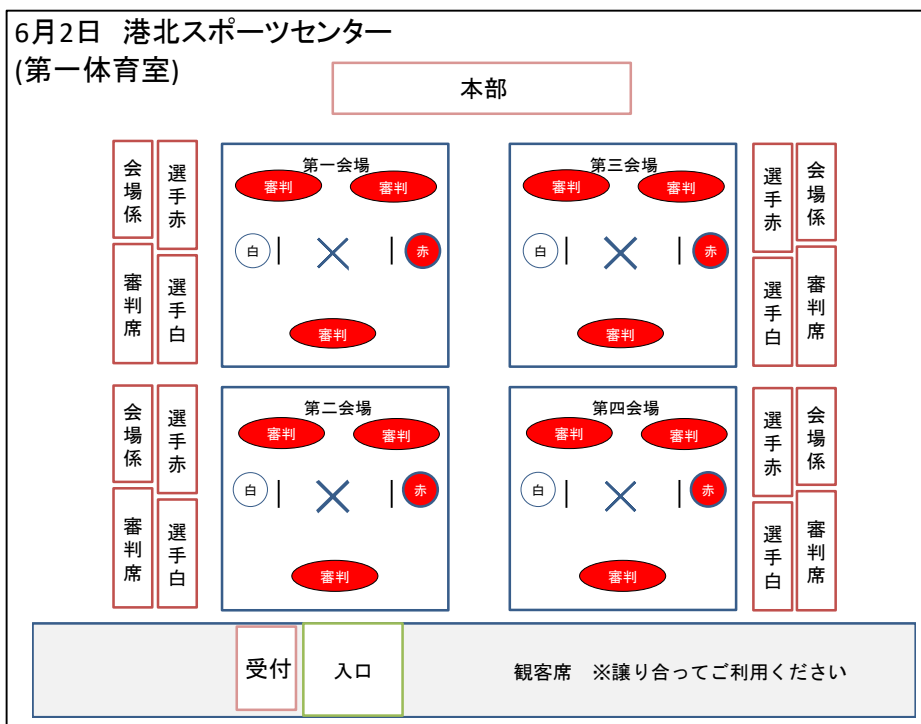 6月2日 港北スポーツセンター
(第一体育室)
本部
会場係
選手赤
審判席
選手白
第一会場
審判
審判
白
赤
審判
第三会場
審判
審判
白
赤
審判
選手赤
会場係
選手白
審判席
会場係
選手赤
審判席
選手白
第二会場
審判
審判
白
赤
審判
第四会場
審判
審判
白
赤
審判
選手赤
会場係
選手白
審判席
受付
入口
観客席 ※譲り合ってご利用ください